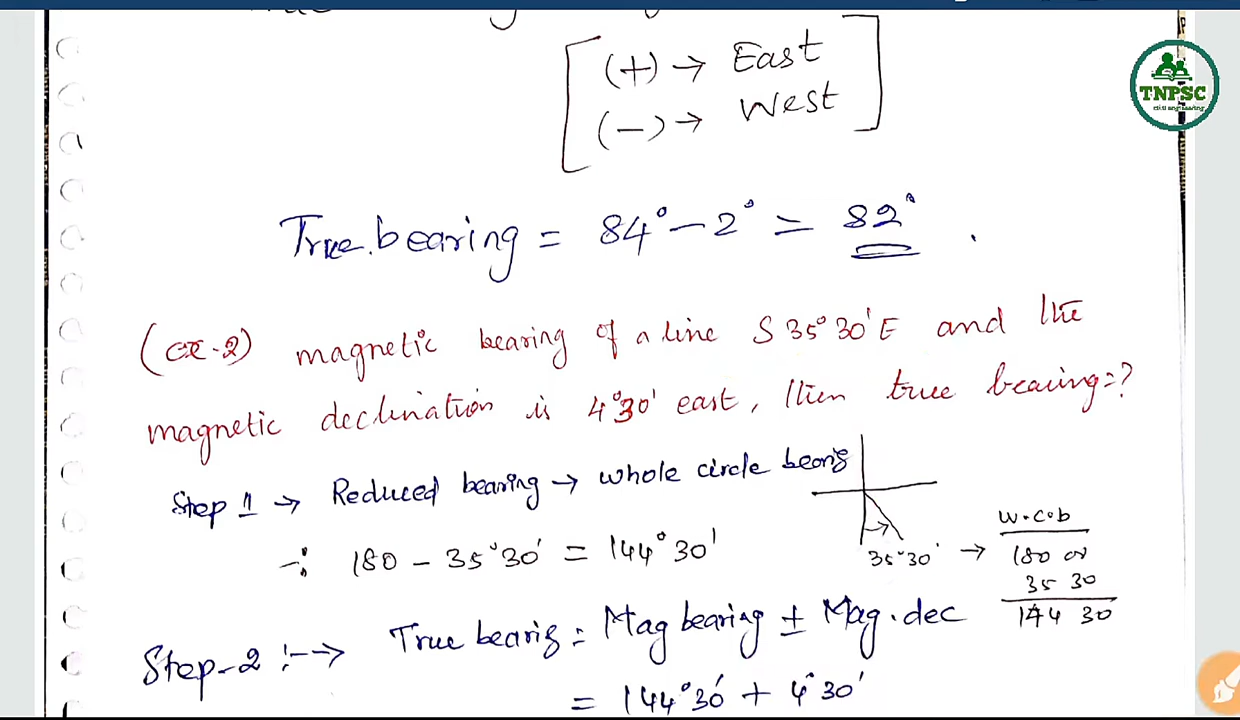 (+) → East
(-) → West
TNPSC
True bearing = 84° - 2° = 82°.
(ex-2) magnetic bearing of a line S 35°30'E and the
magnetic declination is 4°30' east, then true bearing=?
Step 1 → Reduced bearing → whole circle bearig
∴ 180 - 35°30' = 144°30'
35°30' →
w.c.b
180 00
35 30
144 30
Step-2 :→ True bearig = Mag bearing ± Mag.dec
= 144°30' + 4°30'